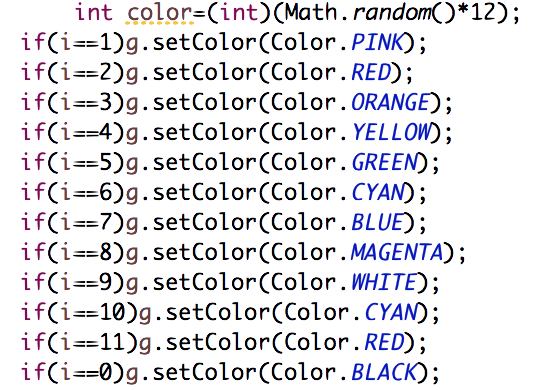 int color=(int)(Math.random()*12);
if(i==1)g.setColor(Color.PINK);
if(i==2)g.setColor(Color.RED);
if(i==3)g.setColor(Color.ORANGE);
if(i==4)g.setColor(Color.YELLOW);
if(i==5)g.setColor(Color.GREEN);
if(i==6)g.setColor(Color.CYAN);
if(i==7)g.setColor(Color.BLUE);
if(i==8)g.setColor(Color.MAGENTA);
if(i==9)g.setColor(Color.WHITE);
if(i==10)g.setColor(Color.CYAN);
if(i==11)g.setColor(Color.RED);
if(i==0)g.setColor(Color.BLACK);